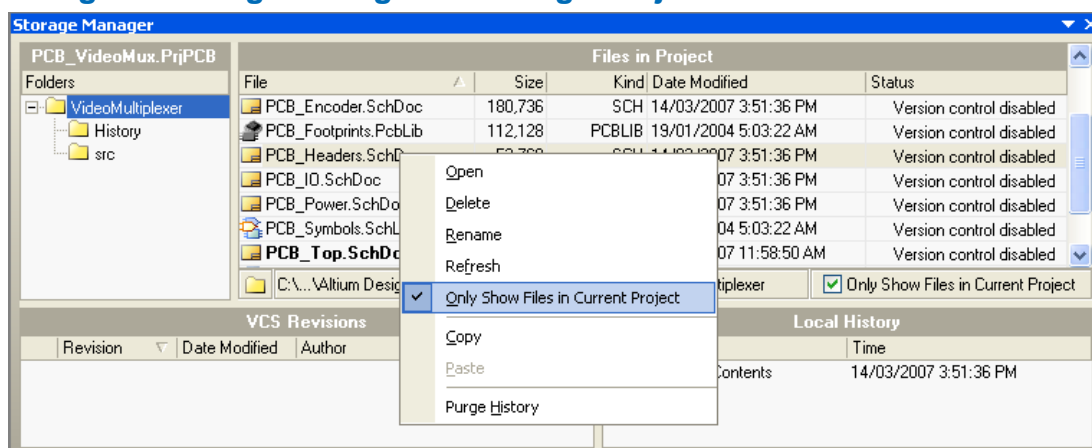 Storage Manager
PCB_VideoMux.PrjPCB Files in Project
Folders File Size Kind Date Modified Status
VideoMultiplexer PCB_Encoder.SchDoc 180,736 SCH 14/03/2007 3:51:36 PM Version control disabled
History PCB_Footprints.PcbLib 112,128 PCBLIB 19/01/2004 5:03:22 AM Version control disabled
src PCB_Headers.SchD 07 3:51:36 PM Version control disabled
Open
PCB_IO.SchDoc 07 3:51:36 PM Version control disabled
Delete
PCB_Power.SchDo 07 3:51:36 PM Version control disabled
Rename
PCB_Symbols.SchL 04 5:03:22 AM Version control disabled
PCB_Top.SchDc 07 11:58:50 AM Version control disabled
Refresh
C:\...\Altium Desig tiplexer Only Show Files in Current Project
Only Show Files in Current Project
VCS Revisions Local History
Copy
Revision Date Modified Author Time
Paste
Contents 14/03/2007 3:51:36 PM
Purge History